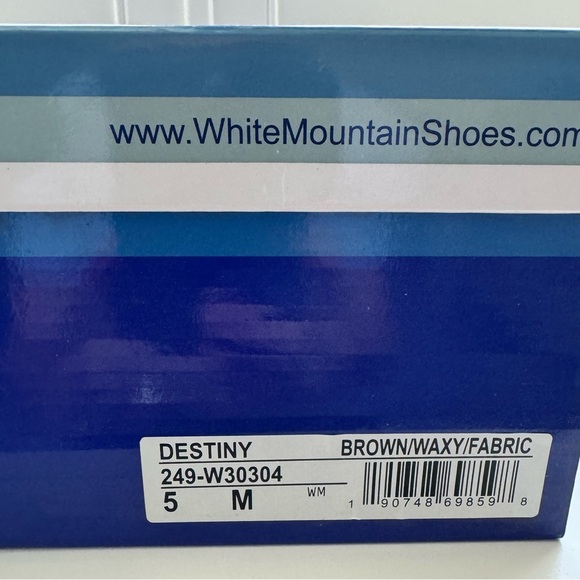 www.WhiteMountainShoes.com
DESTINY BROWN/WAXY/FABRIC
249-W30304
5 M WM 1 90748 69859 8